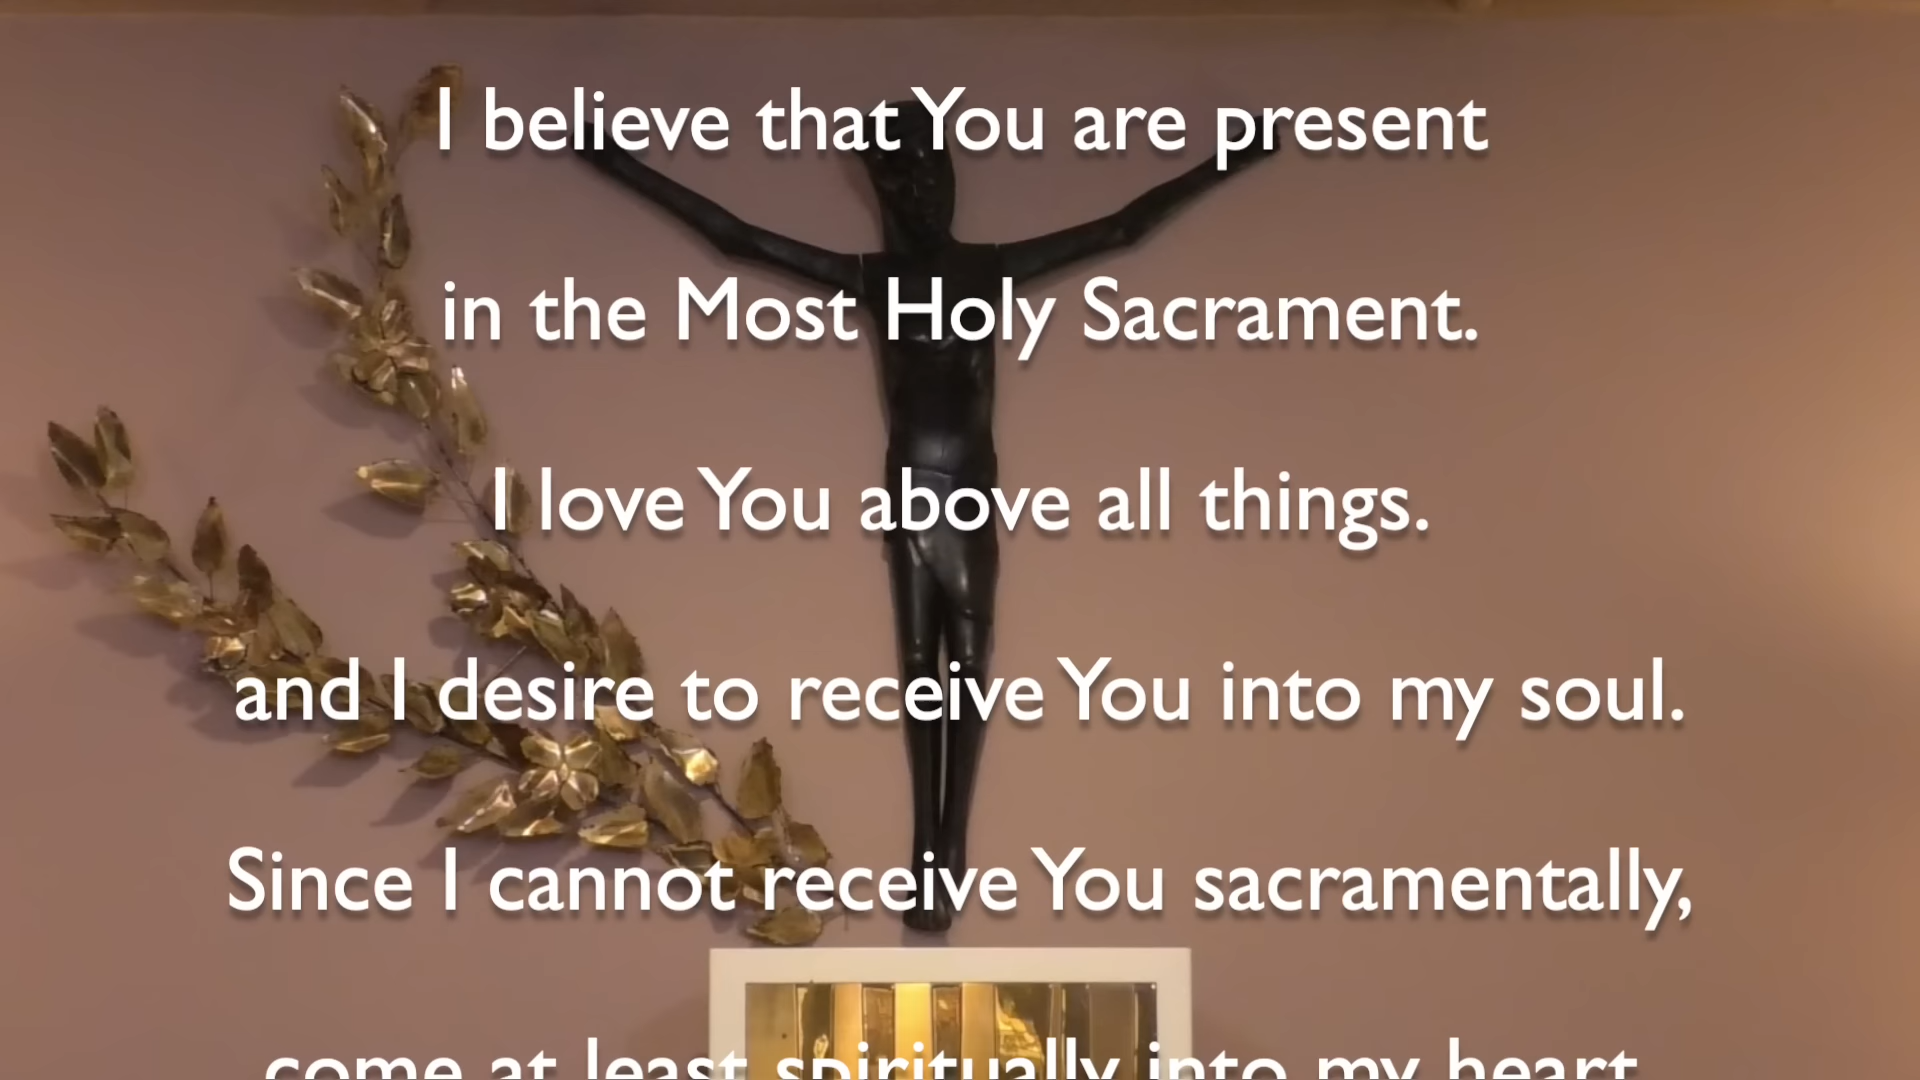 I believe that You are present
in the Most Holy Sacrament.
I love You above all things.
and I desire to receive You into my soul.
Since I cannot receive You sacramentally,
come at least spiritually into my heart